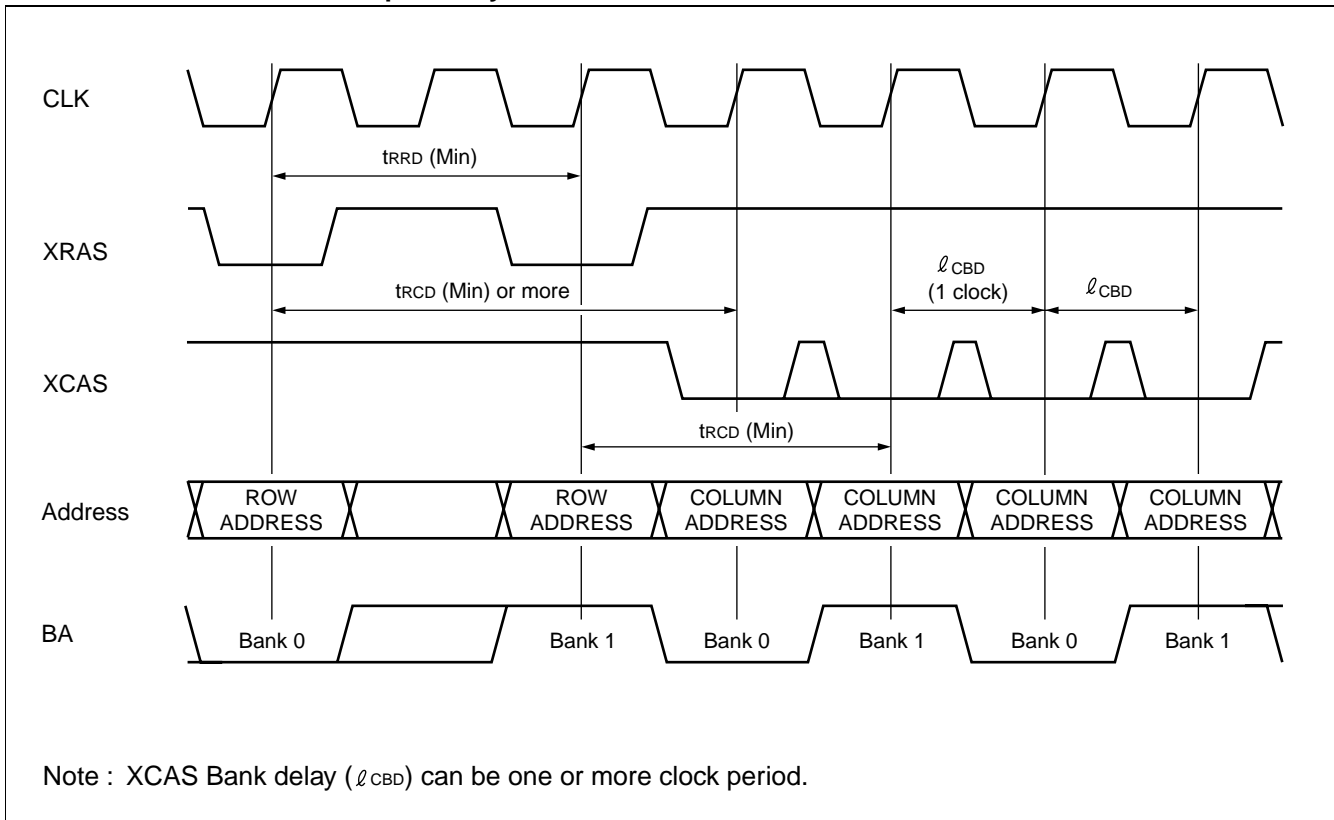 CLK
tRRD (Min)
XRAS
tRCD (Min) or more
ℓCBD
(1 clock)
ℓCBD
XCAS
tRCD (Min)
Address
ROW
ADDRESS
ROW
ADDRESS
COLUMN
ADDRESS
COLUMN
ADDRESS
COLUMN
ADDRESS
COLUMN
ADDRESS
BA
Bank 0
Bank 1
Bank 0
Bank 1
Bank 0
Bank 1
Note : XCAS Bank delay (ℓCBD) can be one or more clock period.